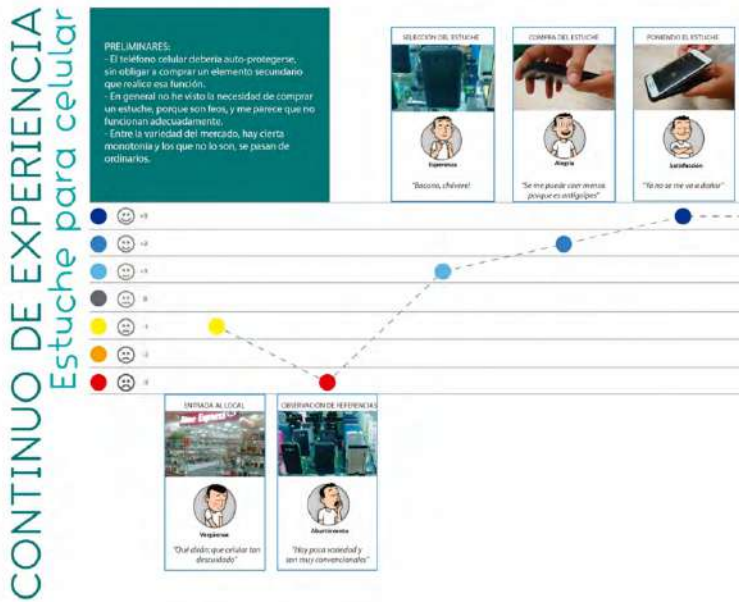 CONTINUO DE EXPERIENCIA
Estuche para celular
PRELIMINARES:
- El teléfono celular debería auto-protegerse,
sin obligar a comprar un elemento secundario
que realice esa función.
- En general no he visto la necesidad de comprar
un estuche, porque son feos, y me parece que no
funcionan adecuadamente.
- Entre la variedad del mercado, hay cierta
monotonía y los que no lo son, se pasan de
ordinarios.
SELECCIÓN DEL ESTUCHE
Esperanza
"Bacano, chévere!
COMPRA DEL ESTUCHE
Alegría
"Se me puede caer menos
porque es antigolpes"
PONIENDO EL ESTUCHE
Satisfacción
"Ya no se me va a dañar"
+3
+2
+1
0
-1
-2
-3
ENTRADA AL LOCAL
Vergüenza
"Qué dirán: que celular tan
descuidado"
OBSERVACIÓN DE REFERENCIAS
Aburrimiento
"Hay poca variedad y
son muy convencionales"